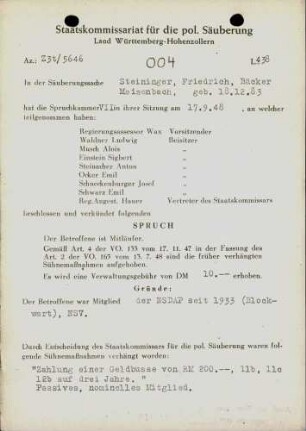 Staatskommissariat für die pol. Säuberung
Land Württemberg-Hohenzollern
Az.: Z3t/5646
004
L438
In der Säuberungssache Steininger, Friedrich, Bäcker
Meisenbach, geb. 18.12.83
hat die Spruchkammer VII in ihrer Sitzung am 17.9.48, an welcher
teilgenommen haben:
Regierungsassessor Wax Vorsitzender
Waldner Ludwig Beisitzer
Munch Alois "
Einstein Sigbert "
Steinacher Anton "
Ocker Emil "
Schneckenburger Josef "
Schwarz Emil "
Reg.Angest. Hauer Vertreter des Staatskommissars
beschlossen und verkündet folgenden
SPRUCH
Der Betroffene ist Mitläufer.
Gemäß Art. 4 der VO. 133 vom 17. 11. 47 in der Fassung des
Art. 2 der VO. 165 vom 13. 7. 48 sind die früher verhängten
Sühnemaßnahmen aufgehoben.
Es wird eine Verwaltungsgebühr von DM 10.-- erhoben.
Gründe:
Der Betroffene war Mitglied der NSDAP seit 1933 (Block-
wart), NSV.
Durch Entscheidung des Staatskommissars für die pol. Säuberung waren fol-
gende Sühnemaßnahmen verhängt worden:
"Zahlung einer Geldbusse von RM 200.--, 11b, 11c
12b auf drei Jahre. "
Passives, nominelles Mitglied.